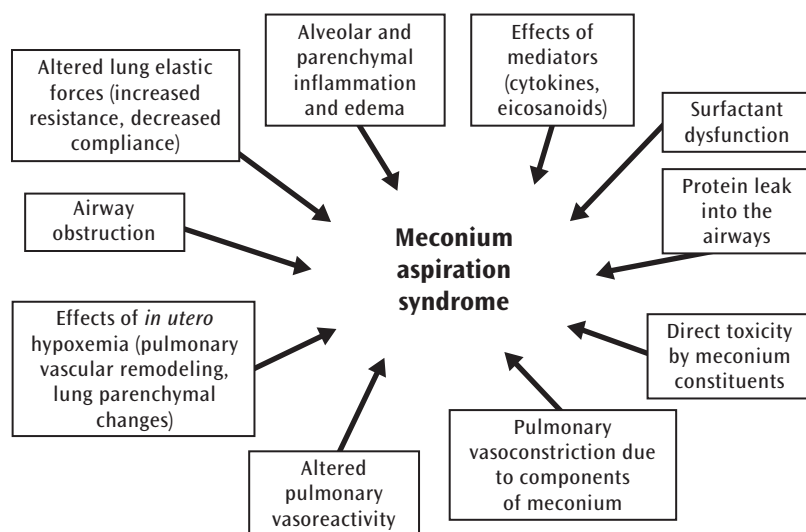 Altered lung elastic
forces (increased
resistance, decreased
compliance)
Alveolar and
parenchymal
inflammation
and edema
Effects of
mediators
(cytokines,
eicosanoids)
Surfactant
dysfunction
Protein leak
into the
airways
Airway
obstruction
Meconium
aspiration
syndrome
Effects of in utero
hypoxemia (pulmonary
vascular remodeling,
lung parenchymal
changes)
Direct toxicity
by meconium
constituents
Altered
pulmonary
vasoreactivity
Pulmonary
vasoconstriction due
to components
of meconium